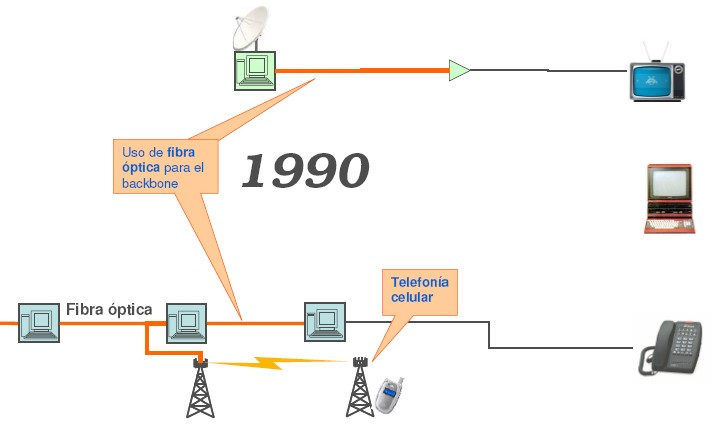 Uso de fibra
óptica para el
backbone
1990
Telefonía
celular
Fibra óptica